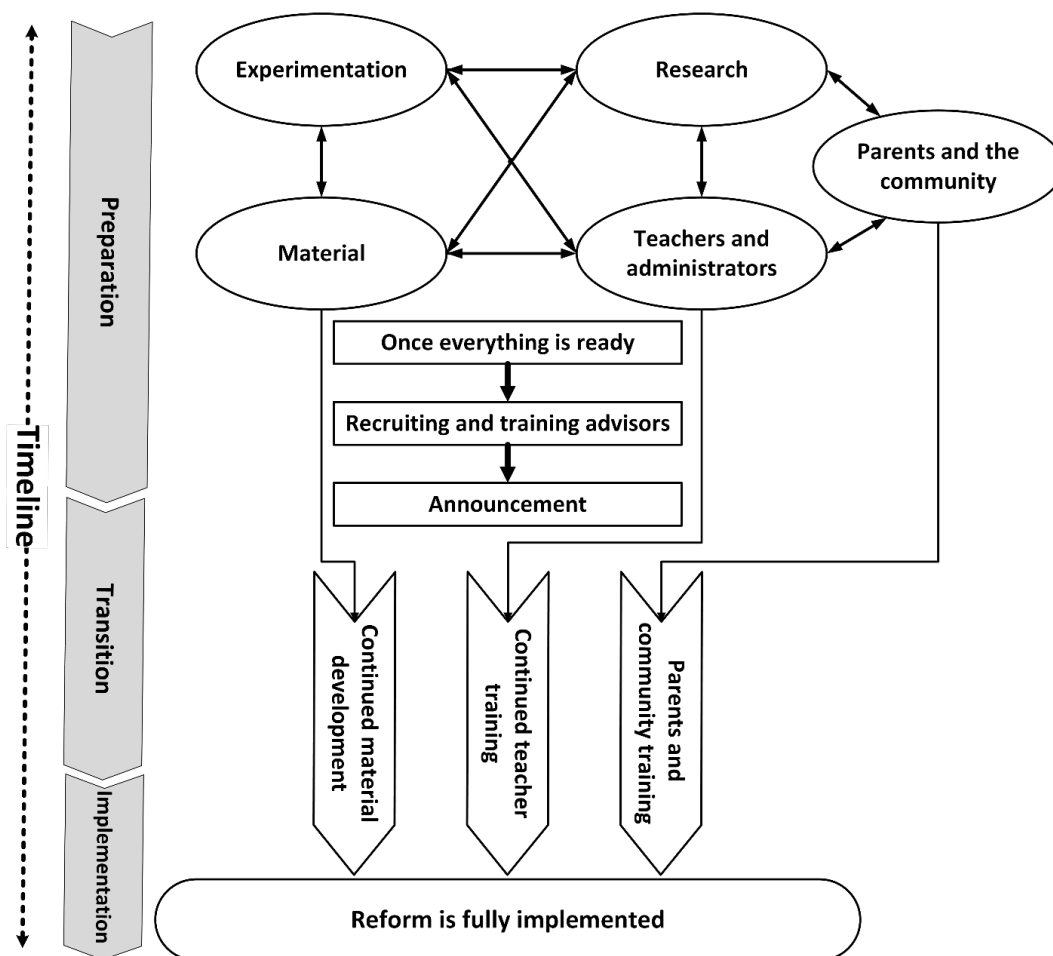 Timeline
Preparation
Transition
Implementation
Experimentation
Research
Parents and the
community
Material
Teachers and
administrators
Once everything is ready
Recruiting and training advisors
Announcement
Continued material
development
Continued teacher
training
Parents and
community training
Reform is fully implemented